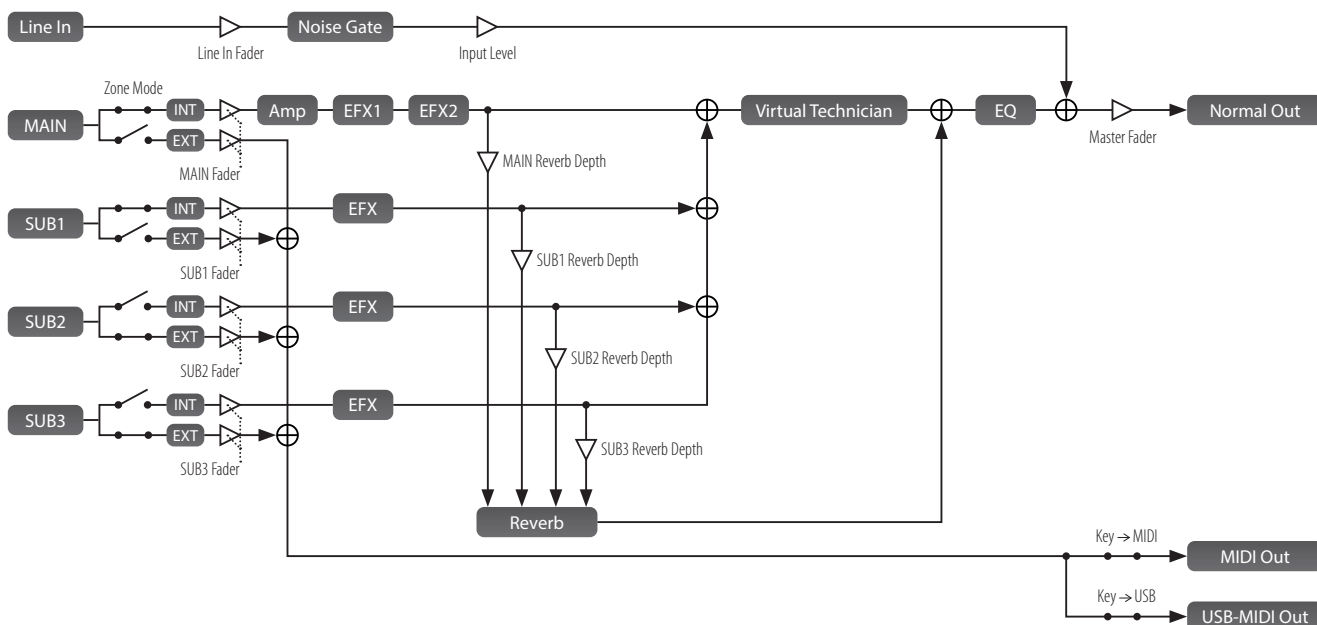 Line In
Line In Fader
Noise Gate
Input Level
Zone Mode
MAIN
INT
EXT
MAIN Fader
Amp
EFX1
EFX2
MAIN Reverb Depth
Virtual Technician
EQ
Master Fader
Normal Out
SUB1
INT
EXT
SUB1 Fader
EFX
SUB1 Reverb Depth
SUB2
INT
EXT
SUB2 Fader
EFX
SUB2 Reverb Depth
SUB3
INT
EXT
SUB3 Fader
EFX
SUB3 Reverb Depth
Reverb
Key → MIDI
MIDI Out
Key → USB
USB-MIDI Out